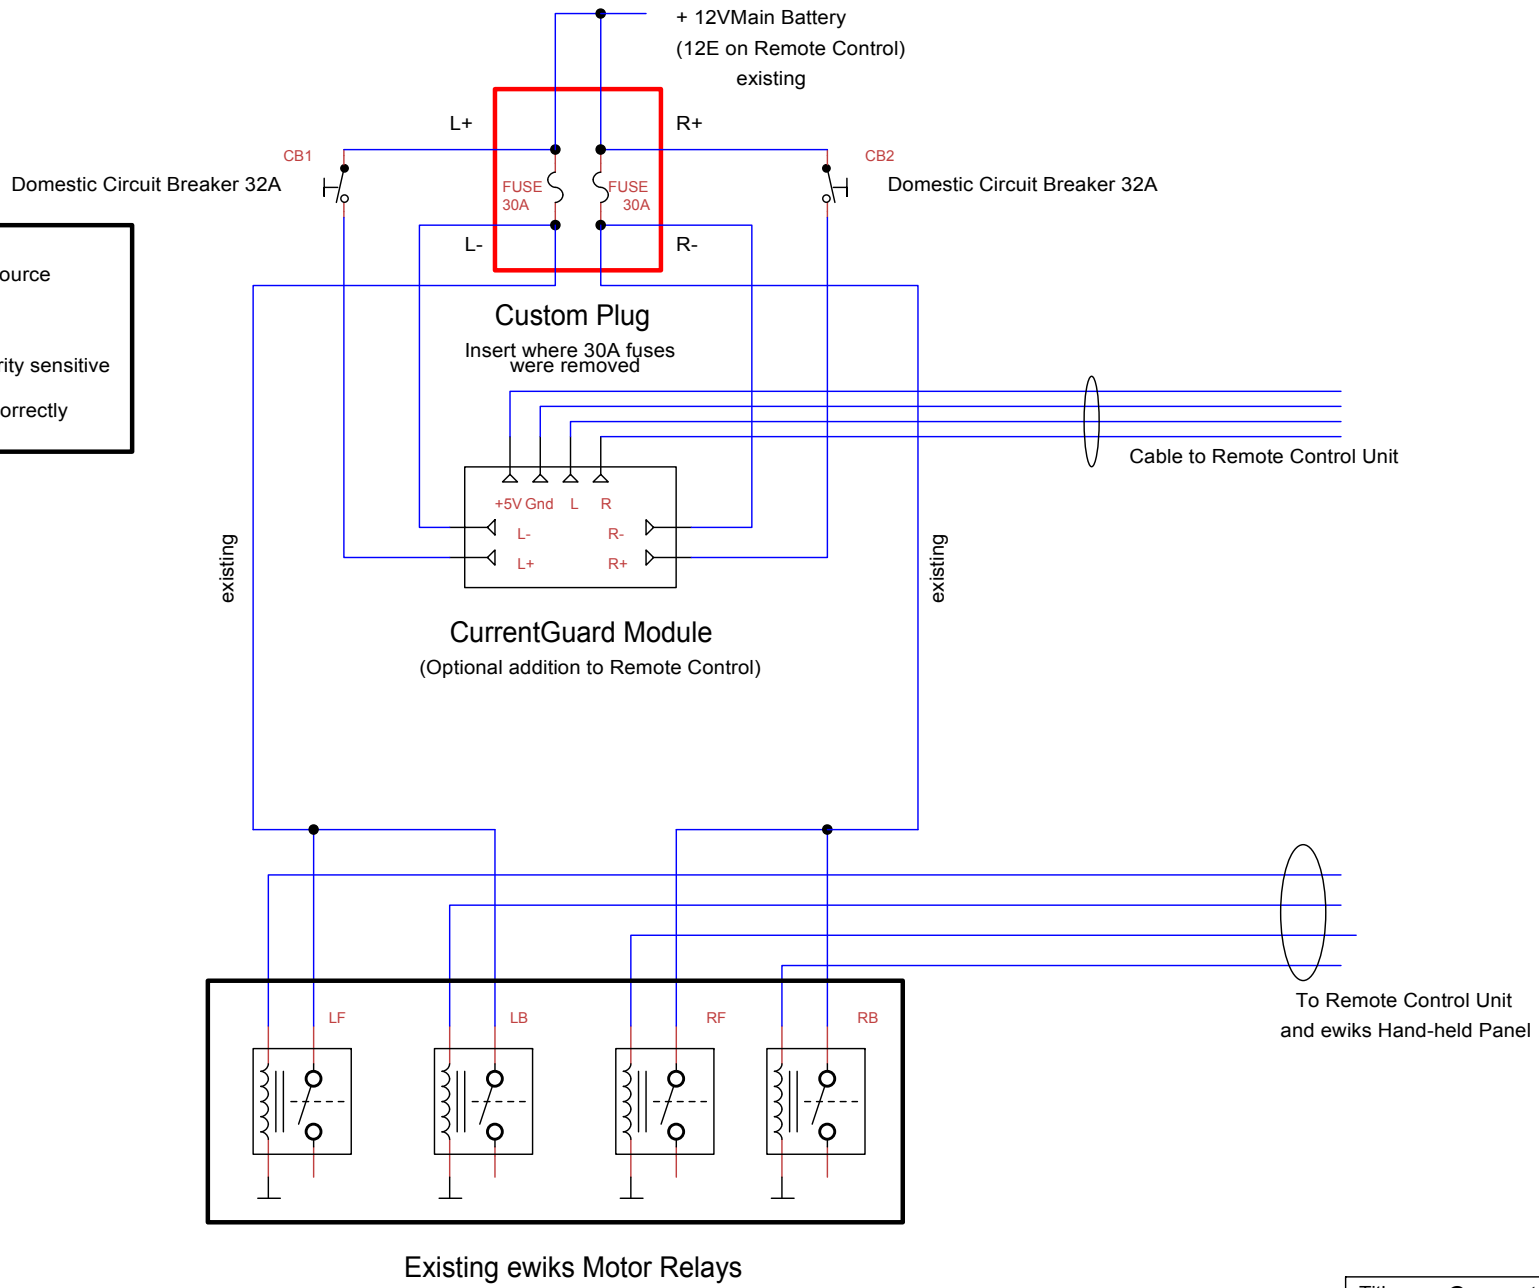 + 12VMain Battery
(12E on Remote Control)
existing
L+
R+
CB1
CB2
Domestic Circuit Breaker 32A
FUSE
30A
FUSE
30A
Domestic Circuit Breaker 32A
L-
R-
ource
rity sensitive
orrectly
Custom Plug
Insert where 30A fuses
were removed
Cable to Remote Control Unit
+5V Gnd L R
L- R-
L+ R+
existing
existing
CurrentGuard Module
(Optional addition to Remote Control)
To Remote Control Unit
and ewiks Hand-held Panel
LF LB RF RB
Existing ewiks Motor Relays